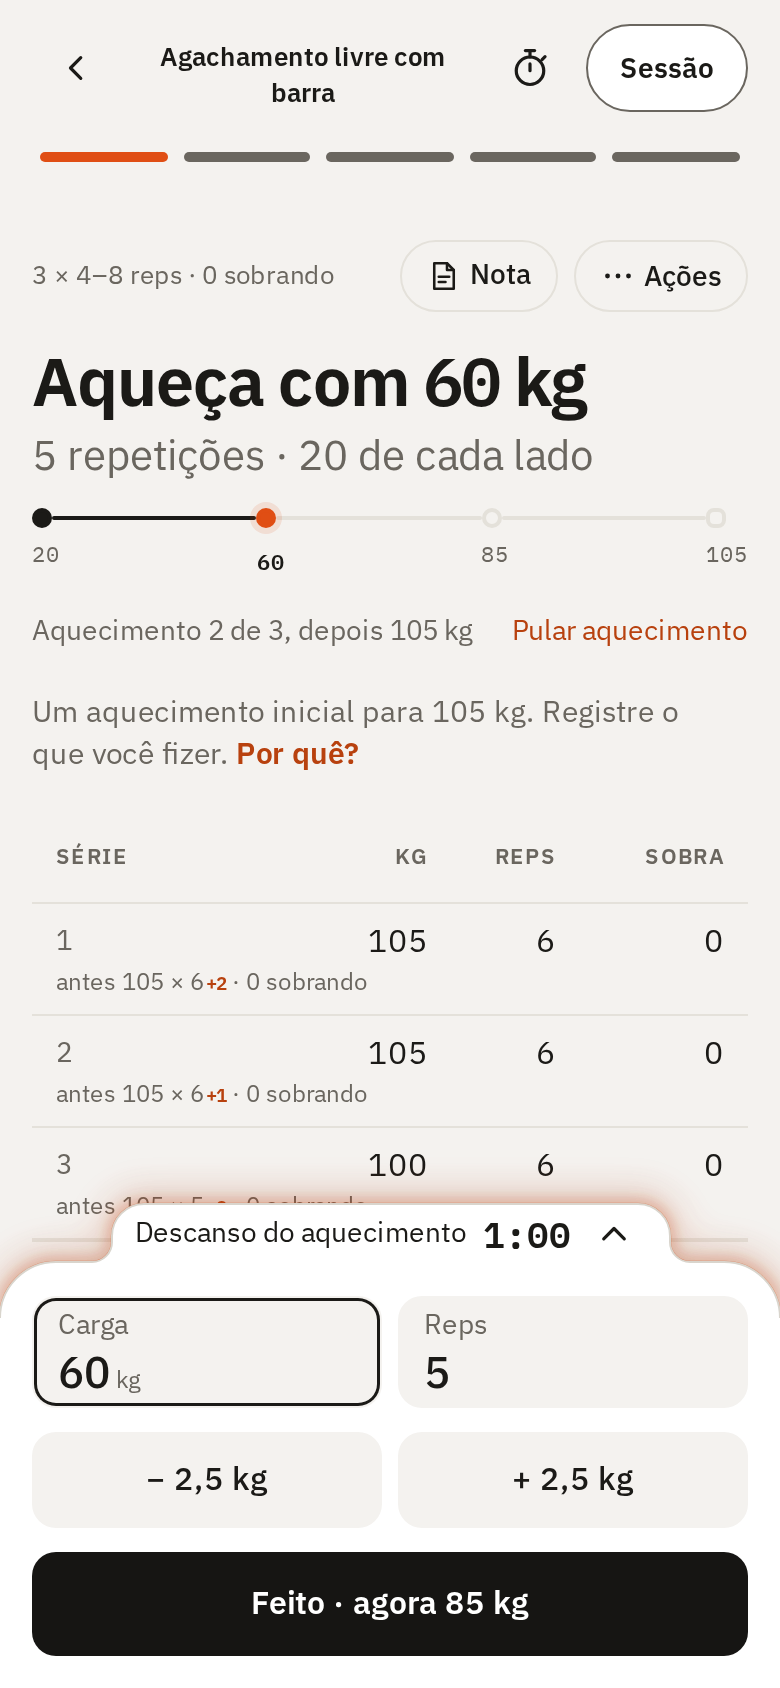 Agachamento livre com
barra
Sessão
3 × 4–8 reps · 0 sobrando
Nota
Ações
Aqueça com 60 kg
5 repetições · 20 de cada lado
20
60
85
105
Aquecimento 2 de 3, depois 105 kg
Pular aquecimento
Um aquecimento inicial para 105 kg. Registre o
que você fizer. Por quê?
SÉRIE KG REPS SOBRA
1 105 6 0
antes 105 × 6 +2 · 0 sobrando
2 105 6 0
antes 105 × 6 +1 · 0 sobrando
3 100 6 0
antes
Descanso do aquecimento 1:00
Carga
60 kg
Reps
5
− 2,5 kg
+ 2,5 kg
Feito · agora 85 kg